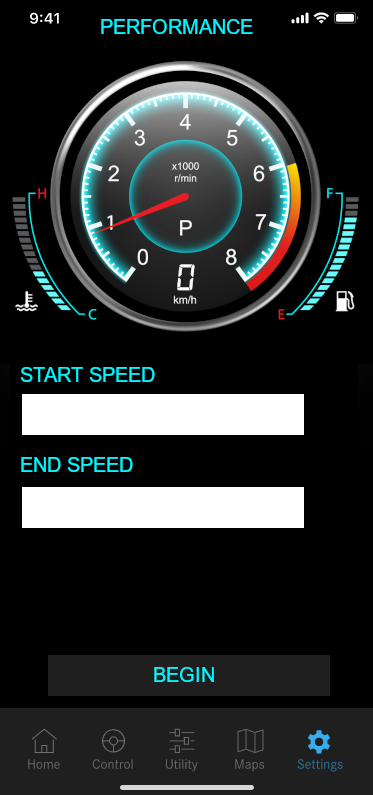 9:41
PERFORMANCE
4
3 5
x1000
r/min
2 6
H F
1 7
P
0 8
0
km/h
C E
START SPEED
END SPEED
BEGIN
Home Control Utility Maps Settings